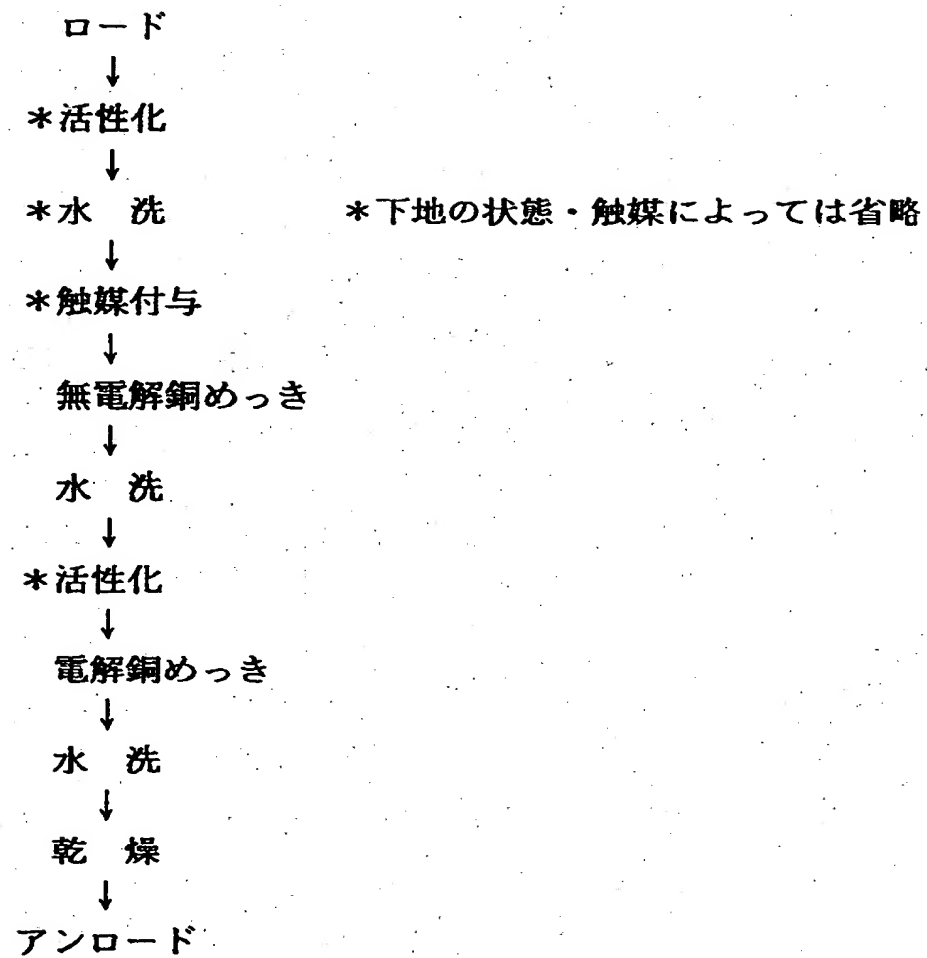 ロード
↓
*活性化
↓
*水　洗　　　*下地の状態・触媒によっては省略
↓
*触媒付与
↓
無電解銅めっき
↓
水　洗
↓
*活性化
↓
電解銅めっき
↓
水　洗
↓
乾　燥
↓
アンロード